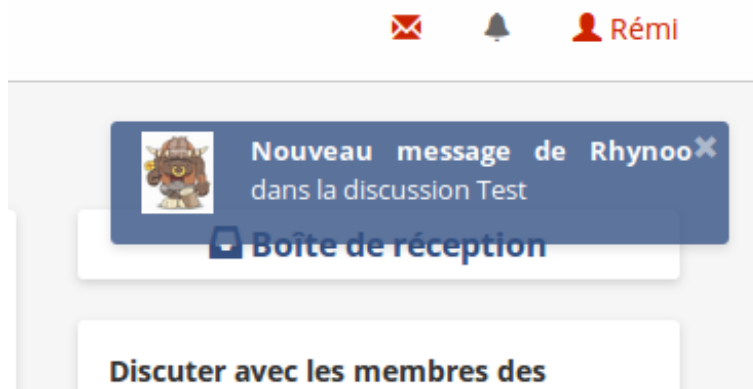 Rémi
Nouveau message de Rhynoo
dans la discussion Test
Boîte de réception
Discuter avec les membres des